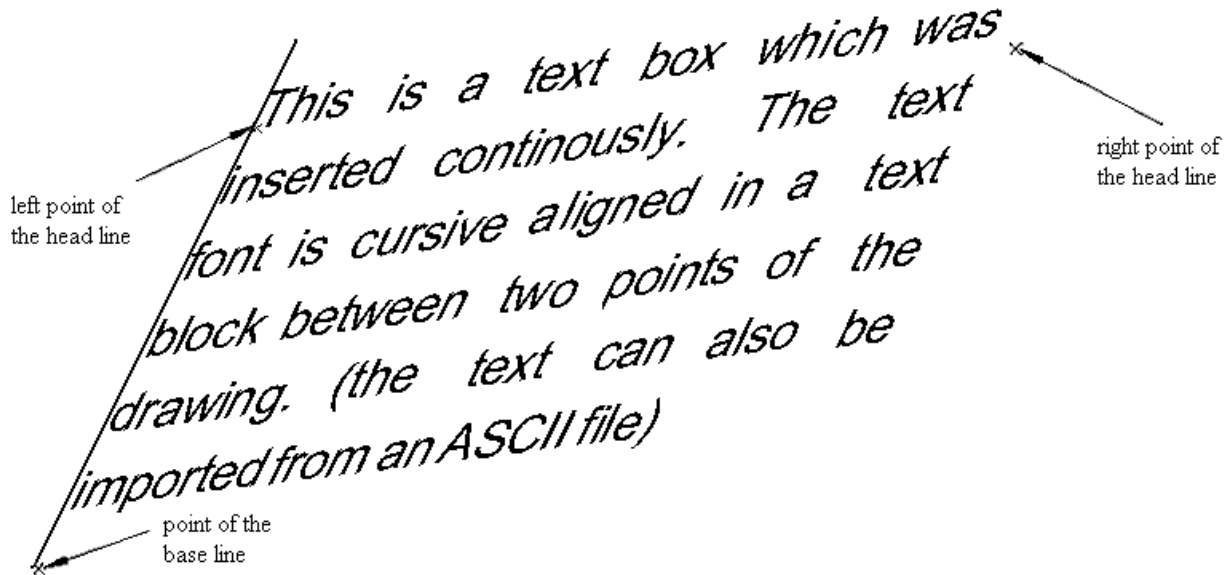 This is a text box which was
inserted continously. The text
font is cursive aligned in a text
block between two points of the
drawing. (the text can also be
imported from an ASCII file)
left point of
the head line
right point of
the head line
point of the
base line